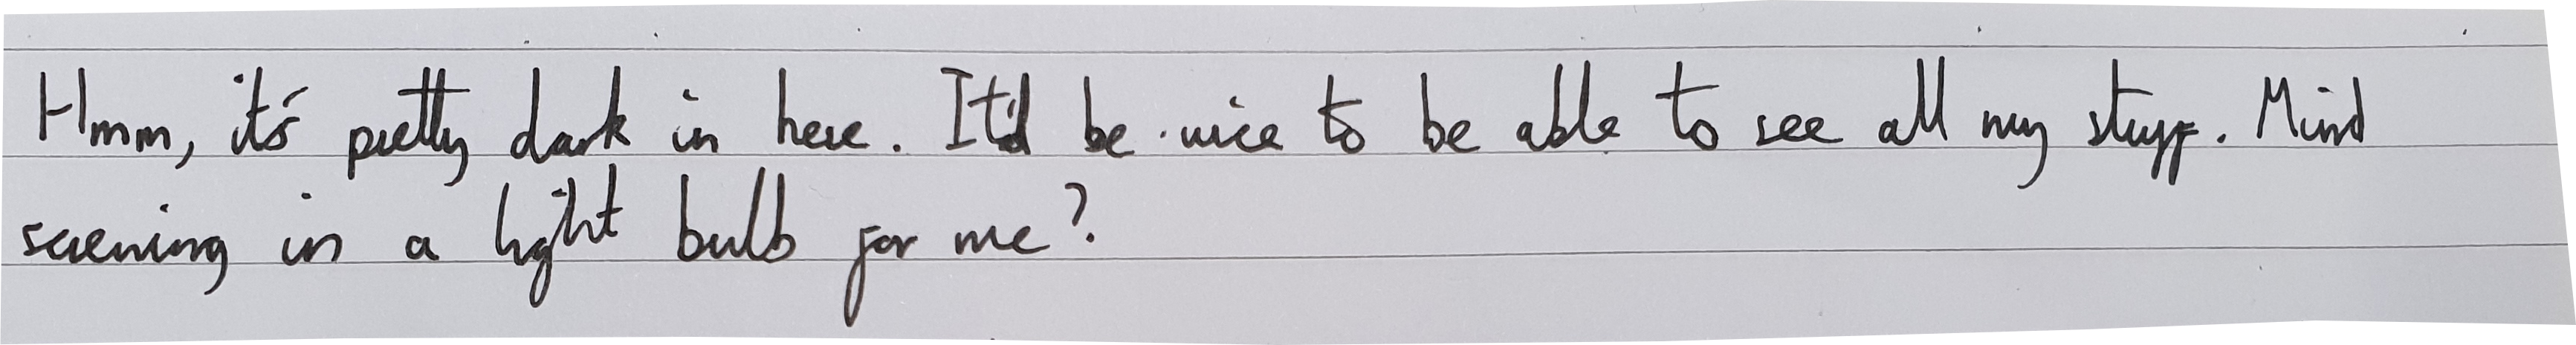 Hmm, it's pretty dark in here. It'd be nice to be able to see all my stuff. Mind
screwing in a light bulb for me?